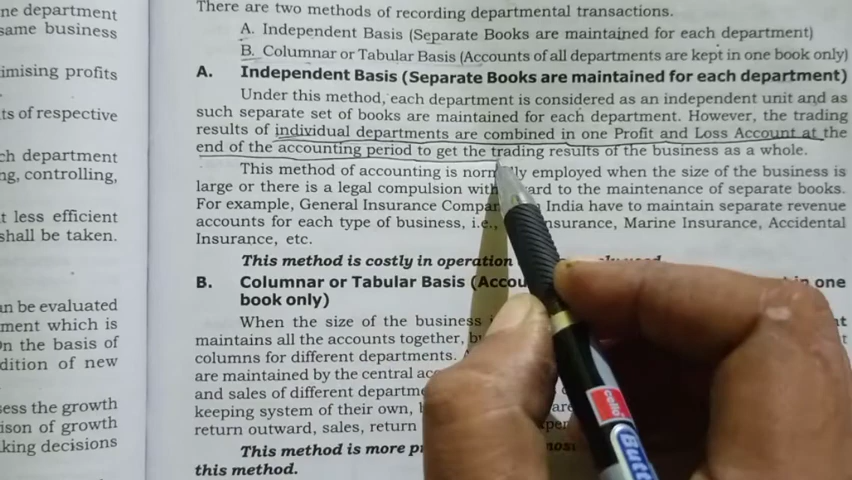 ne department
same business
imising profits
ts of respective
ch department
ng, controlling,
t less efficient
shall be taken.
an be evaluated
ment which is
n the basis of
dition of new
sess the growth
ison of growth
king decisions
There are two methods of recording departmental transactions.
A. Independent Basis (Separate Books are maintained for each department)
B. Columnar or Tabular Basis (Accounts of all departments are kept in one book only)
A. Independent Basis (Separate Books are maintained for each department)
Under this method, each department is considered as an independent unit and as
such separate set of books are maintained for each department. However, the trading
results of individual departments are combined in one Profit and Loss Account at the
end of the accounting period to get the trading results of the business as a whole.
This method of accounting is employed when the size of the business is
large or there is a legal compulsion to the maintenance of separate books.
For example, General Insurance India have to maintain separate revenue
accounts for each type of business, i.e., Marine Insurance, Accidental
Insurance, etc.
This method is costly in operation
B. Columnar or Tabular Basis in one
book only)
When the size of the business
maintains all the accounts together,
columns for different departments.
are maintained by the central
and sales of different
keeping system of their own,
return outward, sales, return
This method is more
this method.
cello